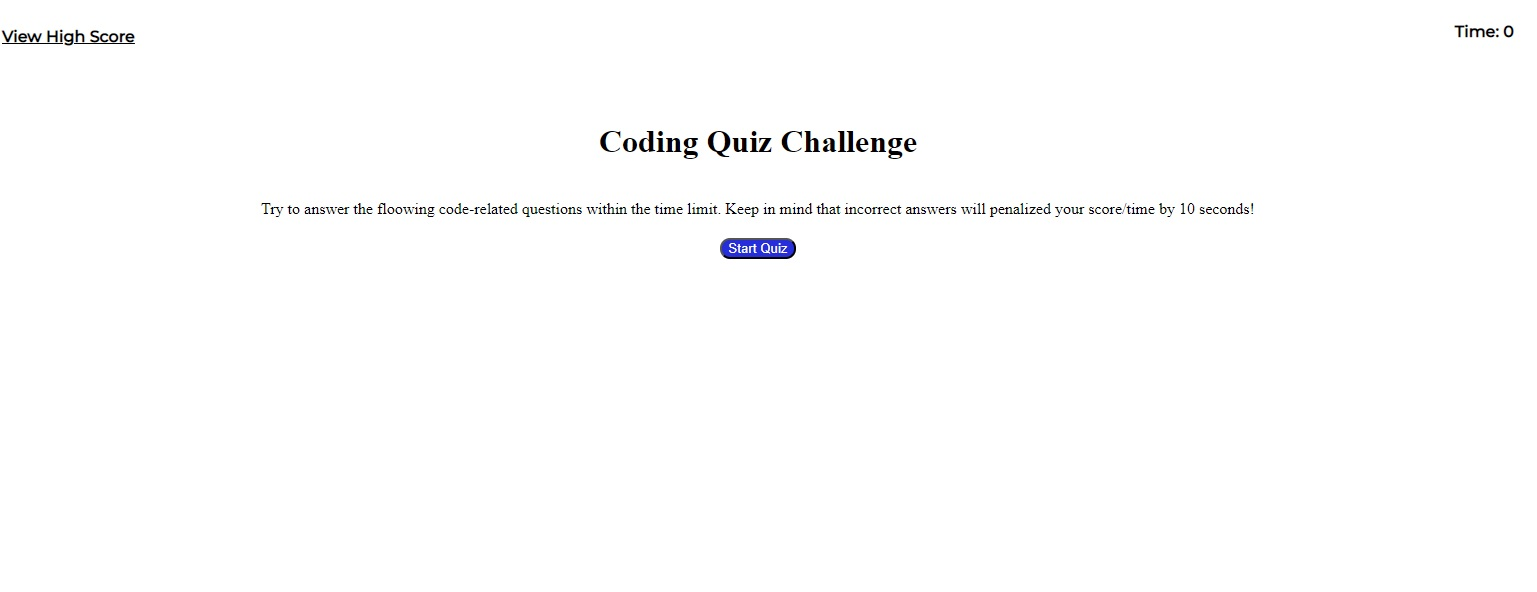 View High Score
Time: 0
Coding Quiz Challenge
Try to answer the floowing code-related questions within the time limit. Keep in mind that incorrect answers will penalized your score/time by 10 seconds!
Start Quiz